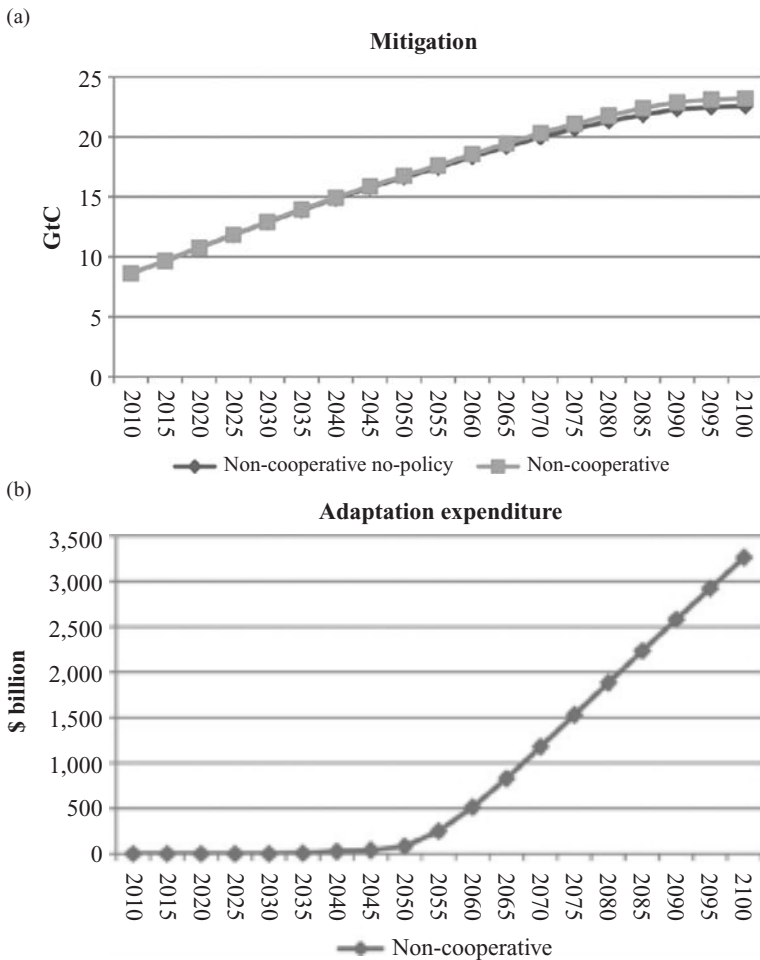 (a)
Mitigation
25
20
15
10
5
0
GtC
2010 2015 2020 2025 2030 2035 2040 2045 2050 2055 2060 2065 2070 2075 2080 2085 2090 2095 2100
Non-cooperative no-policy Non-cooperative
(b)
Adaptation expenditure
3,500
3,000
2,500
2,000
1,500
1,000
500
0
$ billion
2010 2015 2020 2025 2030 2035 2040 2045 2050 2055 2060 2065 2070 2075 2080 2085 2090 2095 2100
Non-cooperative